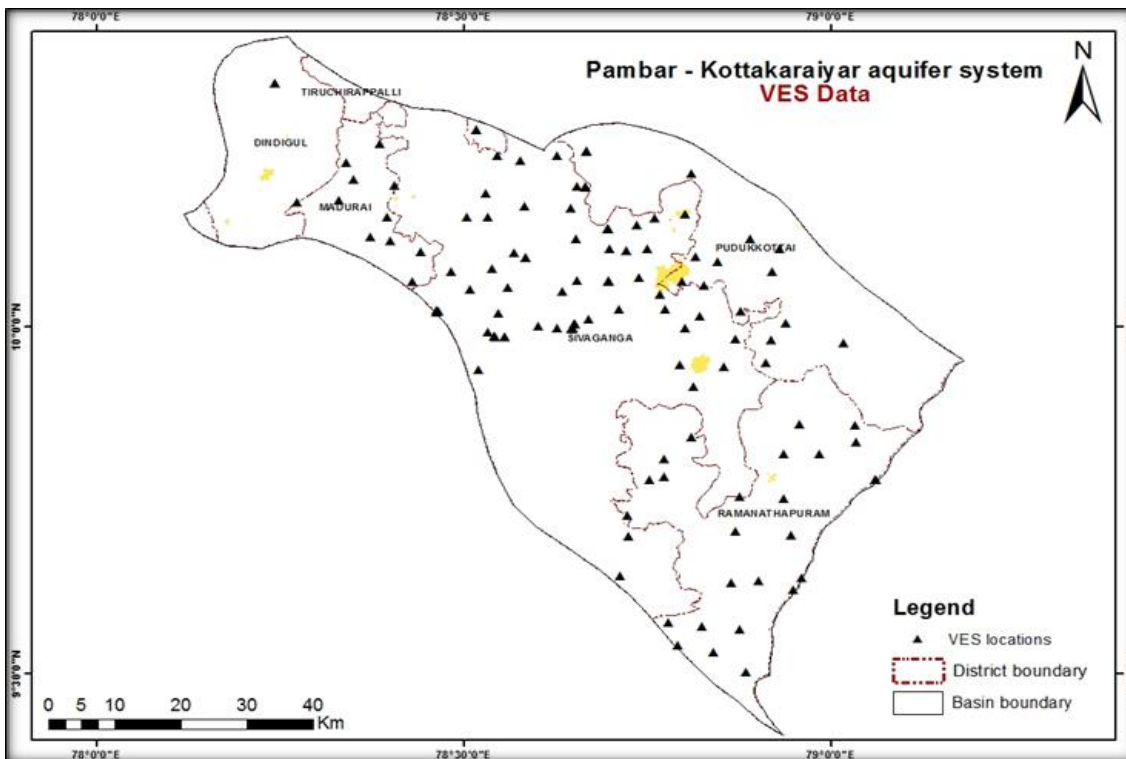 78°0'0"E
78°30'0"E
79°0'0"E
Pambar - Kottakaraiyar aquifer system
VES Data
N
TIRUCHIRAPPALLI
DINDIGUL
MADURAI
PUDUKKOTTAI
10°0'0"N
SIVAGANGA
RAMANATHAPURAM
Legend
VES locations
District boundary
Basin boundary
9°30'0"N
0 5 10 20 30 40
Km
78°0'0"E
78°30'0"E
79°0'0"E